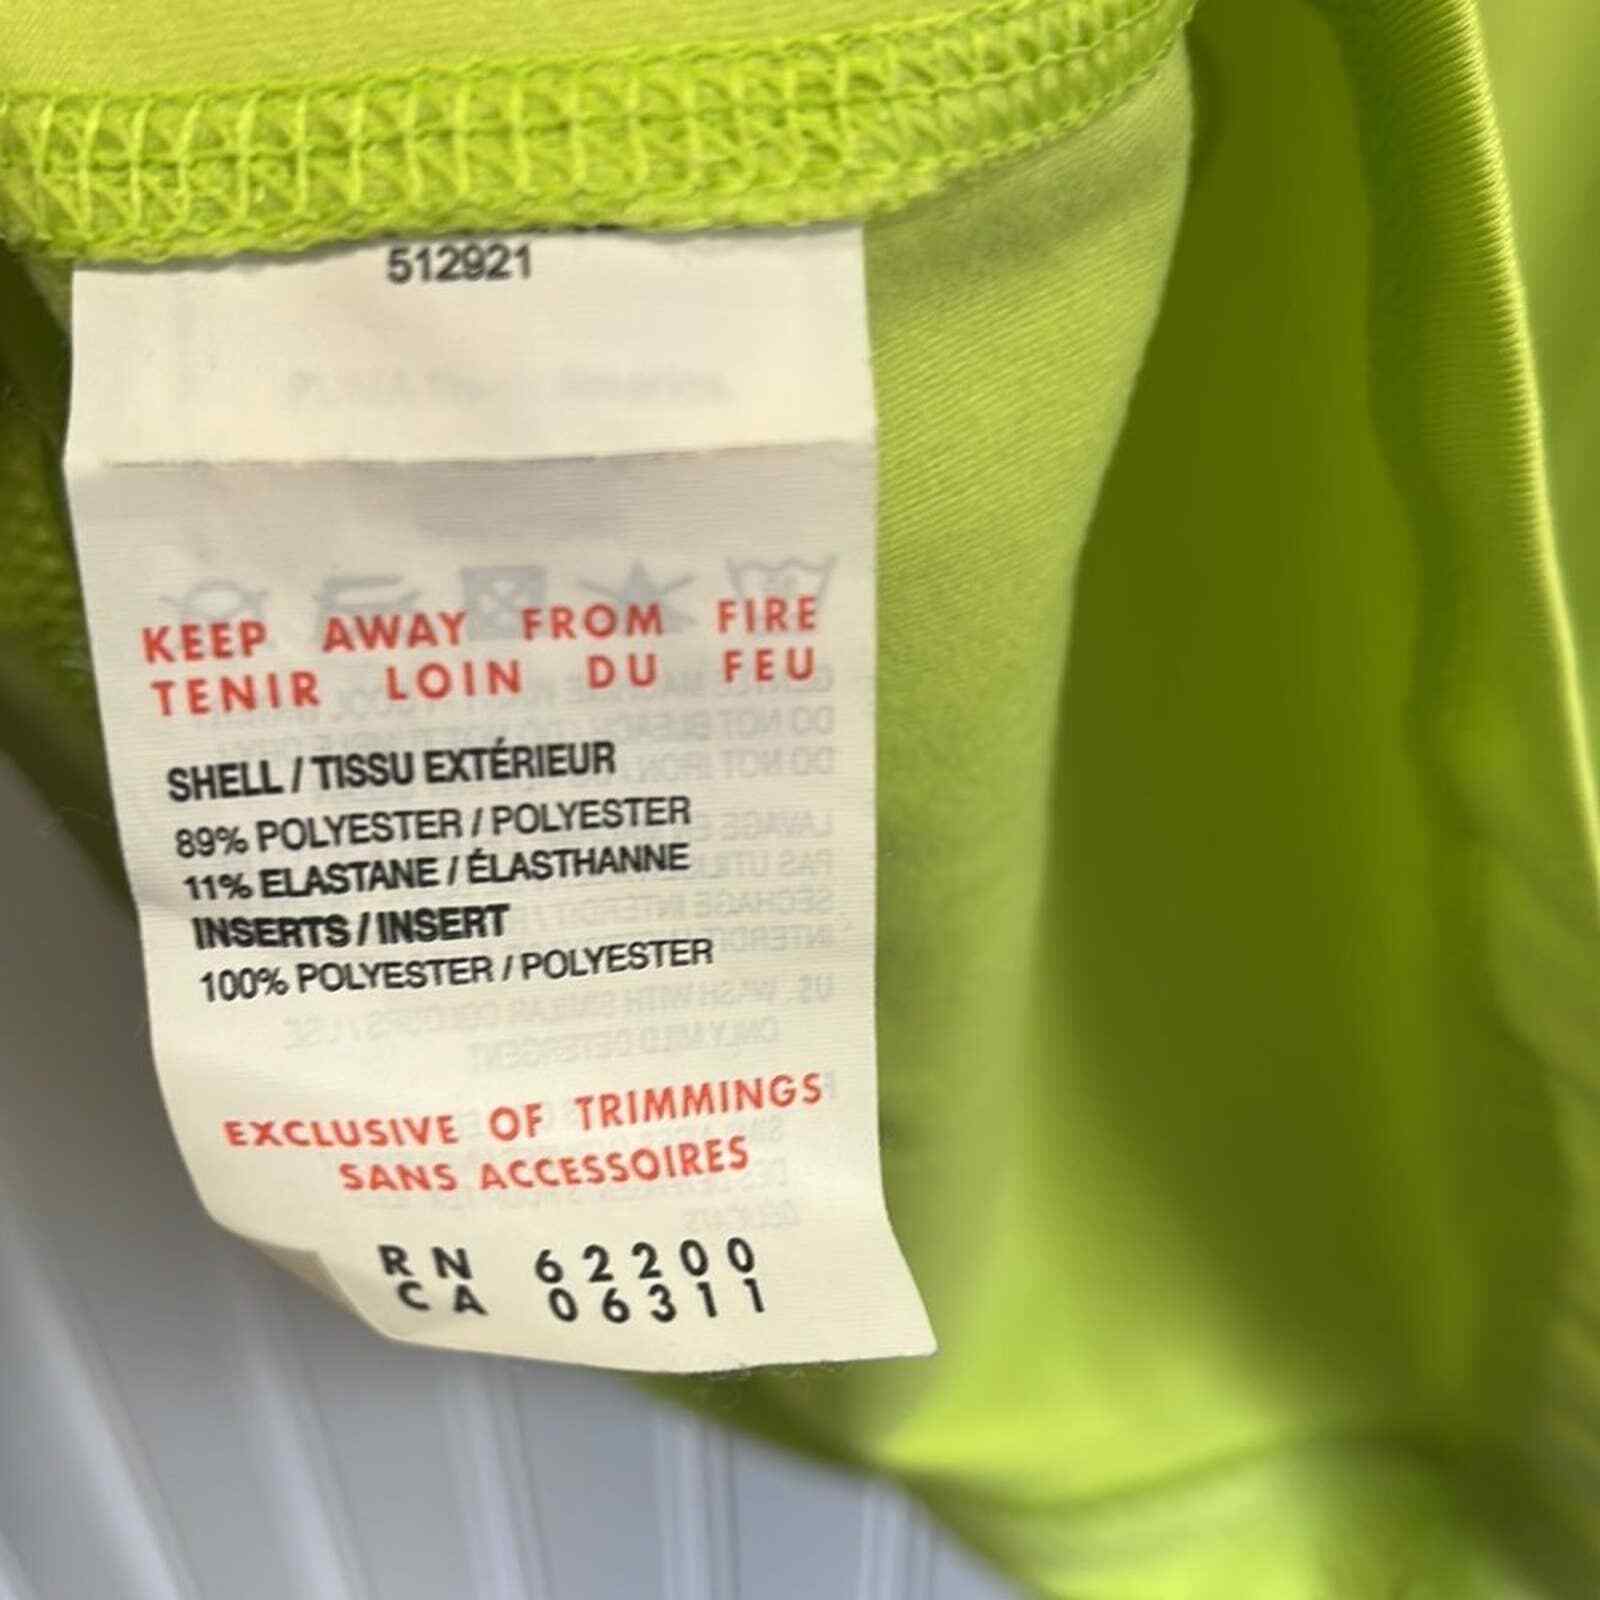 512921
KEEP AWAY FROM FIRE
TENIR LOIN DU FEU
SHELL / TISSU EXTÉRIEUR
89% POLYESTER / POLYESTER
11% ELASTANE / ÉLASTHANNE
INSERTS / INSERT
100% POLYESTER / POLYESTER
EXCLUSIVE OF TRIMMINGS
SANS ACCESSOIRES
RN 62200
CA 06311